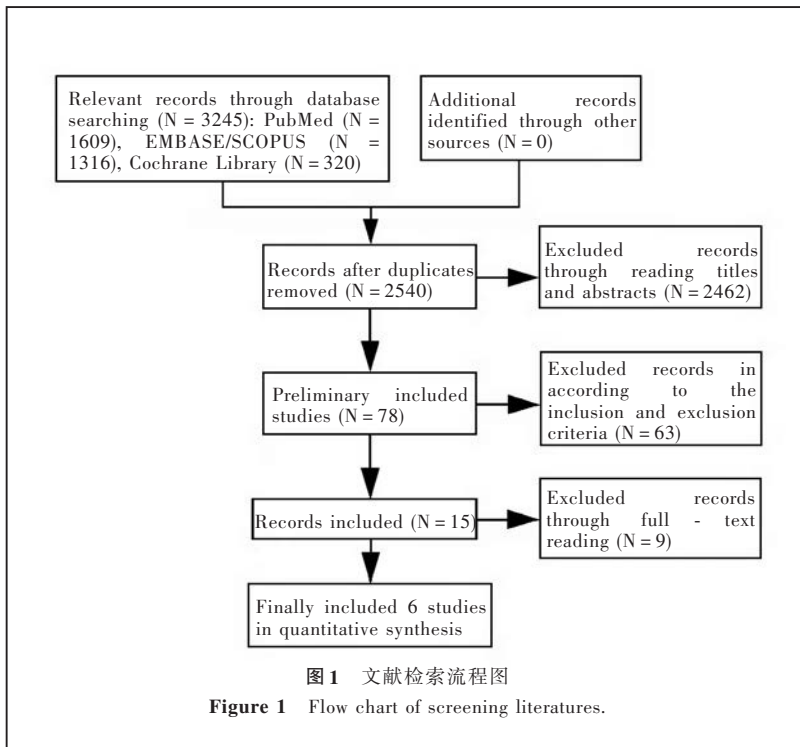 Relevant records through database
searching (N = 3245): PubMed (N =
1609), EMBASE/SCOPUS (N =
1316), Cochrane Library (N = 320)
Additional records
identified through other
sources (N = 0)
Records after duplicates
removed (N = 2540)
Excluded records
through reading titles
and abstracts (N = 2462)
Preliminary included
studies (N = 78)
Excluded records in
according to the
inclusion and exclusion
criteria (N = 63)
Records included (N = 15)
Excluded records
through full - text
reading (N = 9)
Finally included 6 studies
in quantitative synthesis
图1 文献检索流程图
Figure 1 Flow chart of screening literatures.